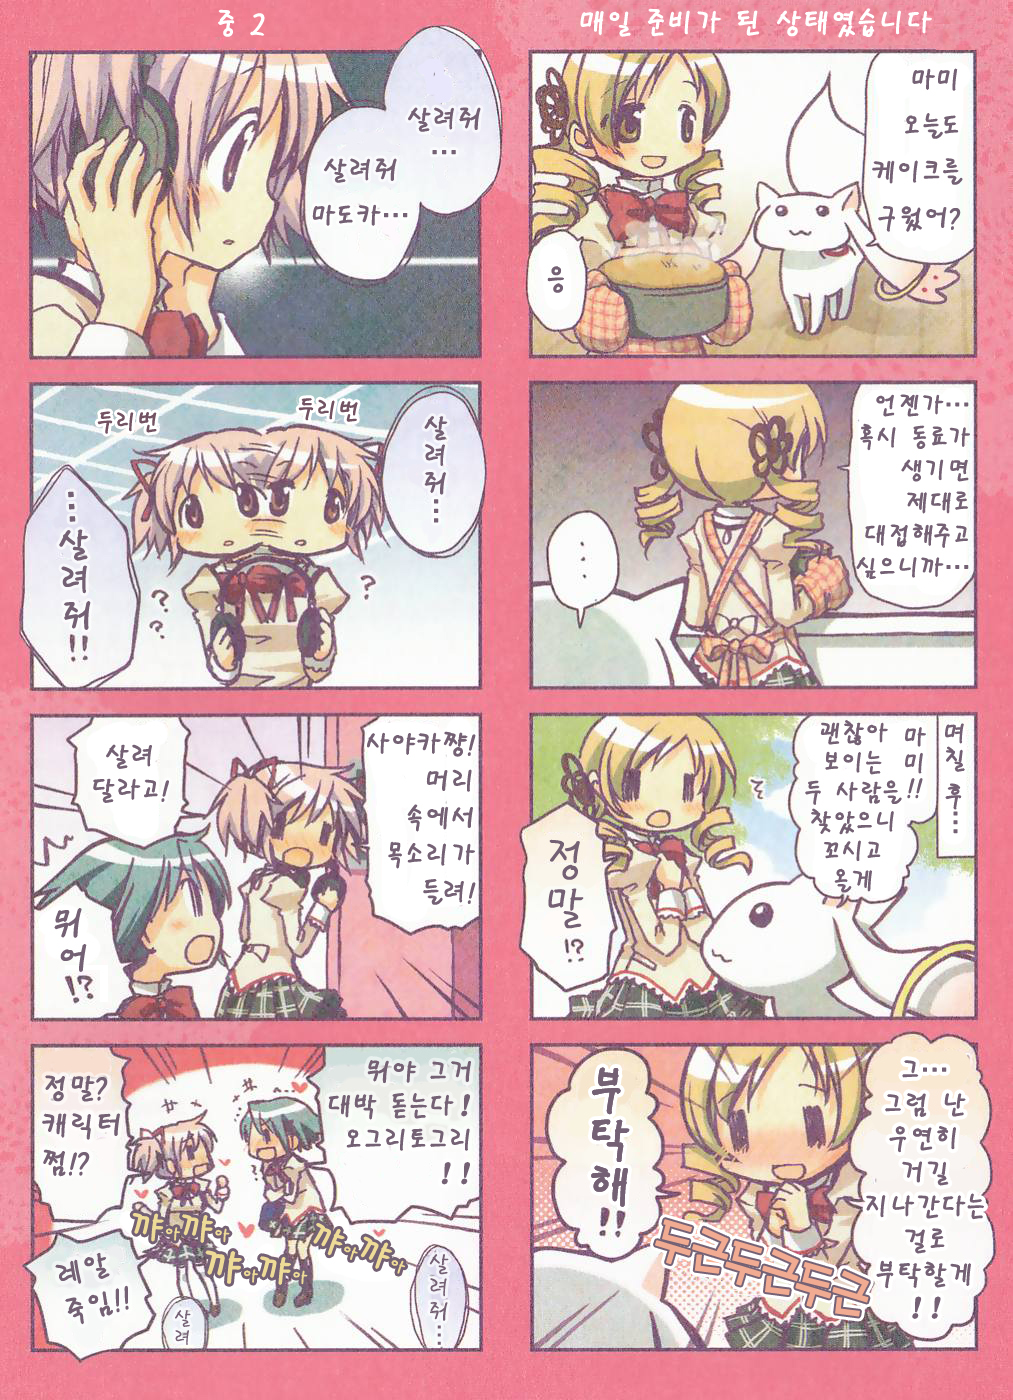 매일 준비가 된 상태였습니다
마미
오늘도
케이크를
구웠어?
응
언젠가…
혹시 동료가
생기면
제대로
대접해주고
싶으니까…
…
며칠 후…
마미!!
괜찮아
보이는
두 사람을
찾았으니
꼬시고
올게
정말!?
그…
그럼 난
우연히
거길
지나간다는
걸로
부탁할게
!!
부탁해!!
두근두근두근
중 2
살려줘
…
살려줘
마도카…
두리번
두리번
살려줘…
…살려줘!!
?
?
?
사야카쨩!
머리
속에서
목소리가
들려!
살려
달라고!
뭐어!?
뭐야 그거
대박 돋는다!
오그리토그리
!!
정말?
캐릭터
쩜!?
꺄아꺄아
꺄아꺄아
꺄아꺄아
레알
죽임!!
살려
살려줘…